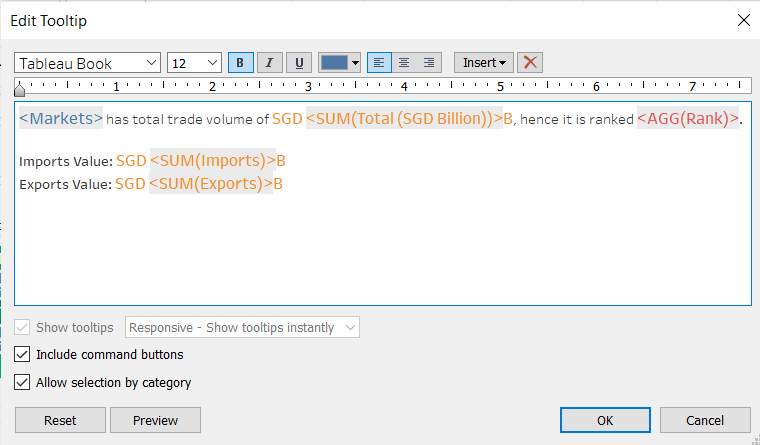 Edit Tooltip
Tableau Book 12 B I U Insert
1 2 3 4 5 6 7
<Markets> has total trade volume of SGD <SUM(Total (SGD Billion))>B, hence it is ranked <AGG(Rank)>.
Imports Value: SGD <SUM(Imports)>B
Exports Value: SGD <SUM(Exports)>B
Show tooltips Responsive - Show tooltips instantly
Include command buttons
Allow selection by category
Reset Preview OK Cancel